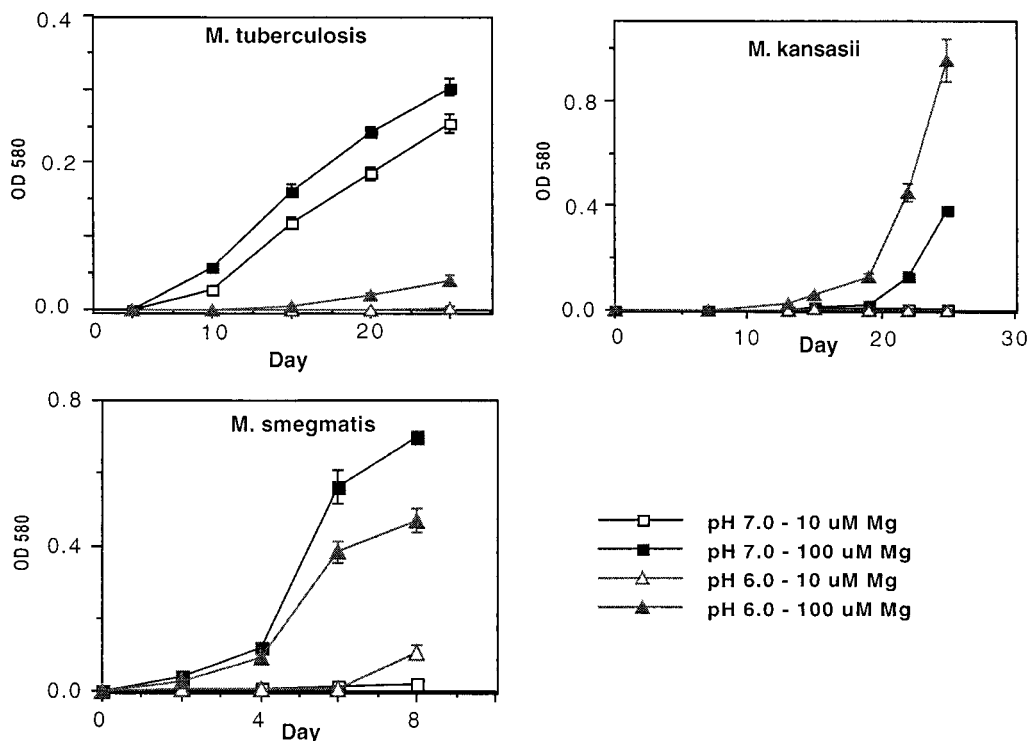 M. tuberculosis
0.40
0.2
0.0
OD 580
0
10
20
Day
M. kansasii
0.8
0.4
0.0
OD 580
0
10
20
30
Day
M. smegmatis
0.8
0.4
0.0
OD 580
0
4
8
Day
pH 7.0 - 10 uM Mg
pH 7.0 - 100 uM Mg
pH 6.0 - 10 uM Mg
pH 6.0 - 100 uM Mg